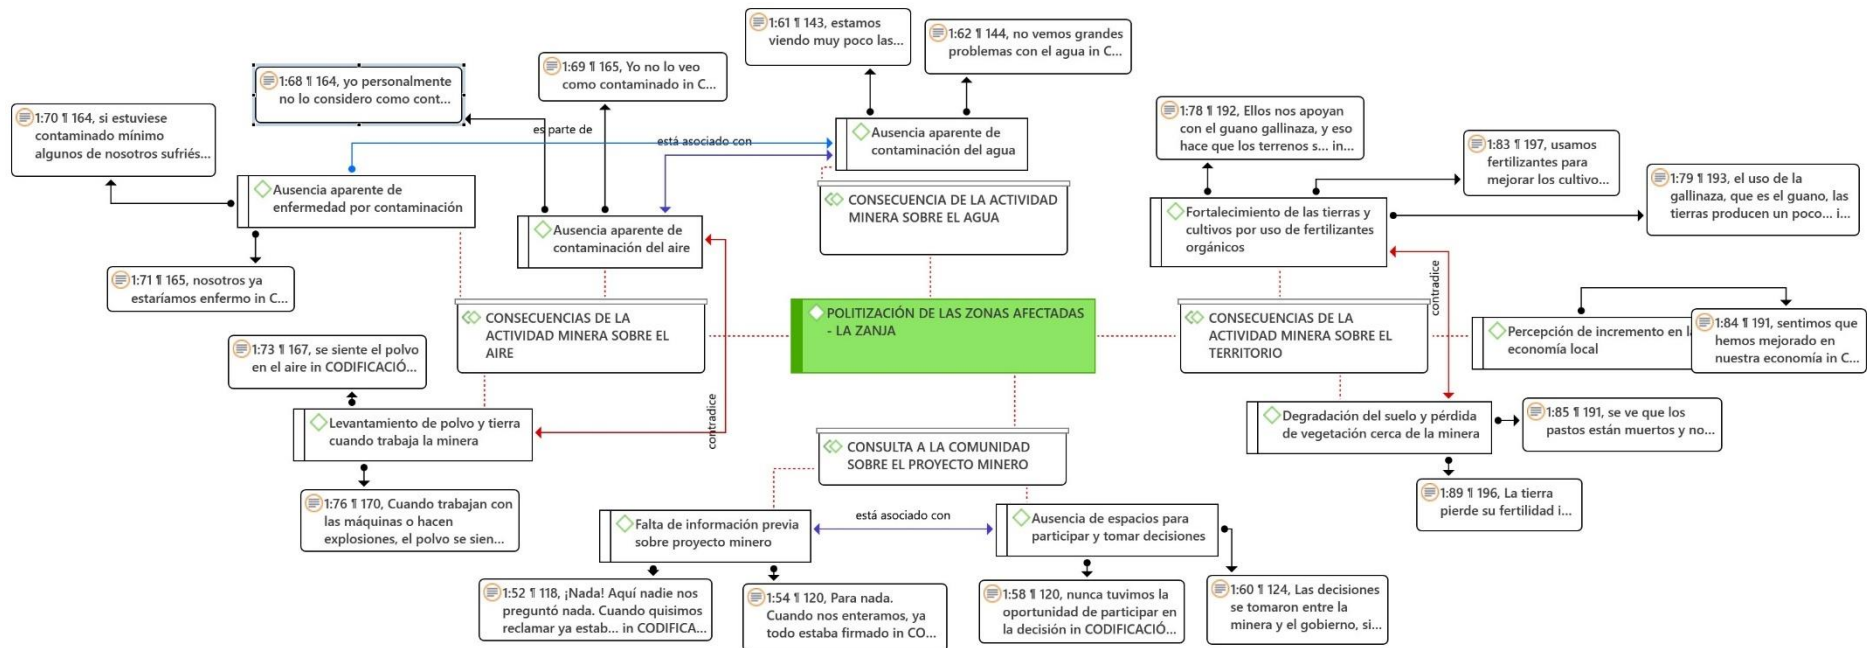 1:61 ¶ 143, estamos
viendo muy poco las...
1:62 ¶ 144, no vemos grandes
problemas con el agua in C...
1:69 ¶ 165, Yo no lo veo
como contaminado in C...
1:68 ¶ 164, yo personalmente
no lo considero como cont...
1:70 ¶ 164, si estuviese
contaminado mínimo
algunos de nosotros sufriés...
es parte de
está asociado con
Ausencia aparente de
contaminación del agua
1:78 ¶ 192, Ellos nos apoyan
con el guano gallinaza, y eso
hace que los terrenos s... in...
1:83 ¶ 197, usamos
fertilizantes para
mejorar los cultivo...
1:79 ¶ 193, el uso de la
gallinaza, que es el guano, las
tierras producen un poco... i...
Ausencia aparente de
enfermedad por contaminación
Ausencia aparente de
contaminación del aire
CONSECUENCIA DE LA ACTIVIDAD
MINERA SOBRE EL AGUA
Fortalecimiento de las tierras y
cultivos por uso de fertilizantes
orgánicos
1:71 ¶ 165, nosotros ya
estaríamos enfermo in C...
contradice
CONSECUENCIAS DE LA
ACTIVIDAD MINERA SOBRE EL
AIRE
POLITIZACIÓN DE LAS ZONAS AFECTADAS
- LA ZANJA
CONSECUENCIAS DE LA
ACTIVIDAD MINERA SOBRE EL
TERRITORIO
Percepción de incremento en l
economía local
1:84 ¶ 191, sentimos que
hemos mejorado en
nuestra economía in C...
1:73 ¶ 167, se siente el polvo
en el aire in CODIFICACIÓ...
Levantamiento de polvo y tierra
cuando trabaja la minera
contradice
Degradación del suelo y pérdida
de vegetación cerca de la minera
1:85 ¶ 191, se ve que los
pastos están muertos y no...
CONSULTA A LA COMUNIDAD
SOBRE EL PROYECTO MINERO
1:89 ¶ 196, La tierra
pierde su fertilidad i...
1:76 ¶ 170, Cuando trabajan con
las máquinas o hacen
explosiones, el polvo se sien...
Falta de información previa
sobre proyecto minero
está asociado con
Ausencia de espacios para
participar y tomar decisiones
1:52 ¶ 118, ¡Nada! Aquí nadie nos
preguntó nada. Cuando quisimos
reclamar ya estab... in CODIFICA...
1:54 ¶ 120, Para nada.
Cuando nos enteramos, ya
todo estaba firmado in CO...
1:58 ¶ 120, nunca tuvimos la
oportunidad de participar en
la decisión in CODIFICACIÓ...
1:60 ¶ 124, Las decisiones
se tomaron entre la
minera y el gobierno, si...